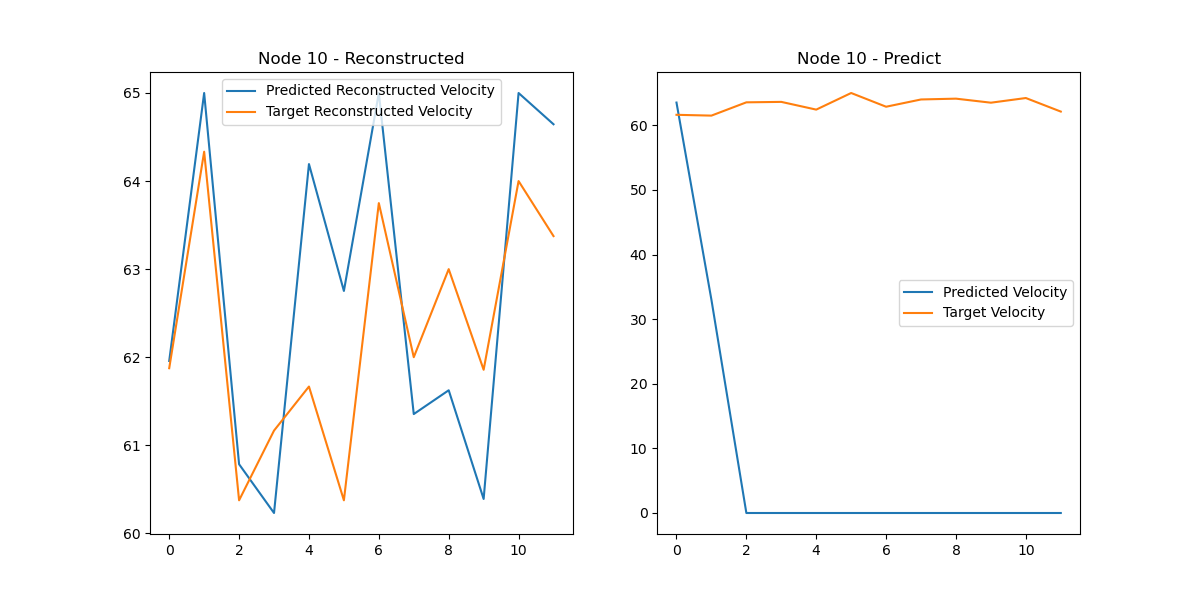 Node 10 - Reconstructed
Predicted Reconstructed Velocity
Target Reconstructed Velocity
65
64
63
62
61
60
0 2 4 6 8 10
Node 10 - Predict
60
50
40
30
20
10
0
Predicted Velocity
Target Velocity
0 2 4 6 8 10